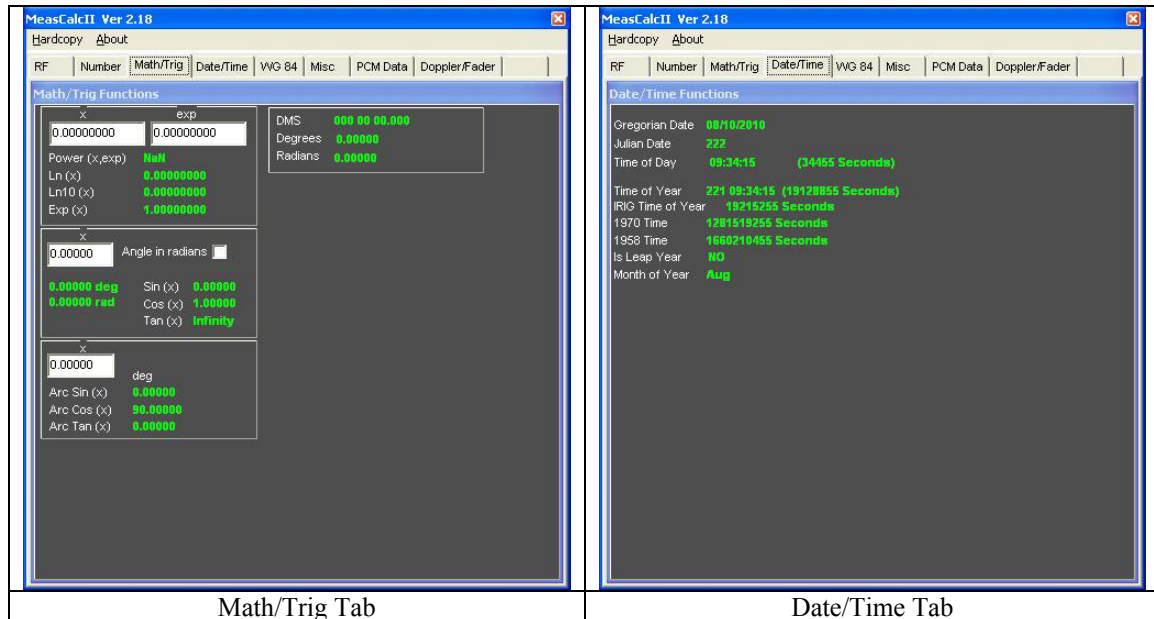 MeasCalcII Ver 2.18
Hardcopy About
RF Number Math/Trig Date/Time WG 84 Misc PCM Data Doppler/Fader
Math/Trig Functions
x exp
0.00000000 0.00000000
Power (x,exp) NaN
Ln (x) 0.00000000
Ln10 (x) 0.00000000
Exp (x) 1.00000000
DMS 000 00 00.000
Degrees 0.00000
Radians 0.00000
x
0.00000 Angle in radians
0.00000 deg Sin (x) 0.00000
0.00000 rad Cos (x) 1.00000
Tan (x) Infinity
x
0.00000
deg
Arc Sin (x) 0.00000
Arc Cos (x) 90.00000
Arc Tan (x) 0.00000
Math/Trig Tab
MeasCalcII Ver 2.18
Hardcopy About
RF Number Math/Trig Date/Time WG 84 Misc PCM Data Doppler/Fader
Date/Time Functions
Gregorian Date 08/10/2010
Julian Date 222
Time of Day 09:34:15 (34455 Seconds)
Time of Year 221 09:34:15 (19128855 Seconds)
IRIG Time of Year 19215255 Seconds
1970 Time 1281519255 Seconds
1958 Time 1660210455 Seconds
Is Leap Year NO
Month of Year Aug
Date/Time Tab